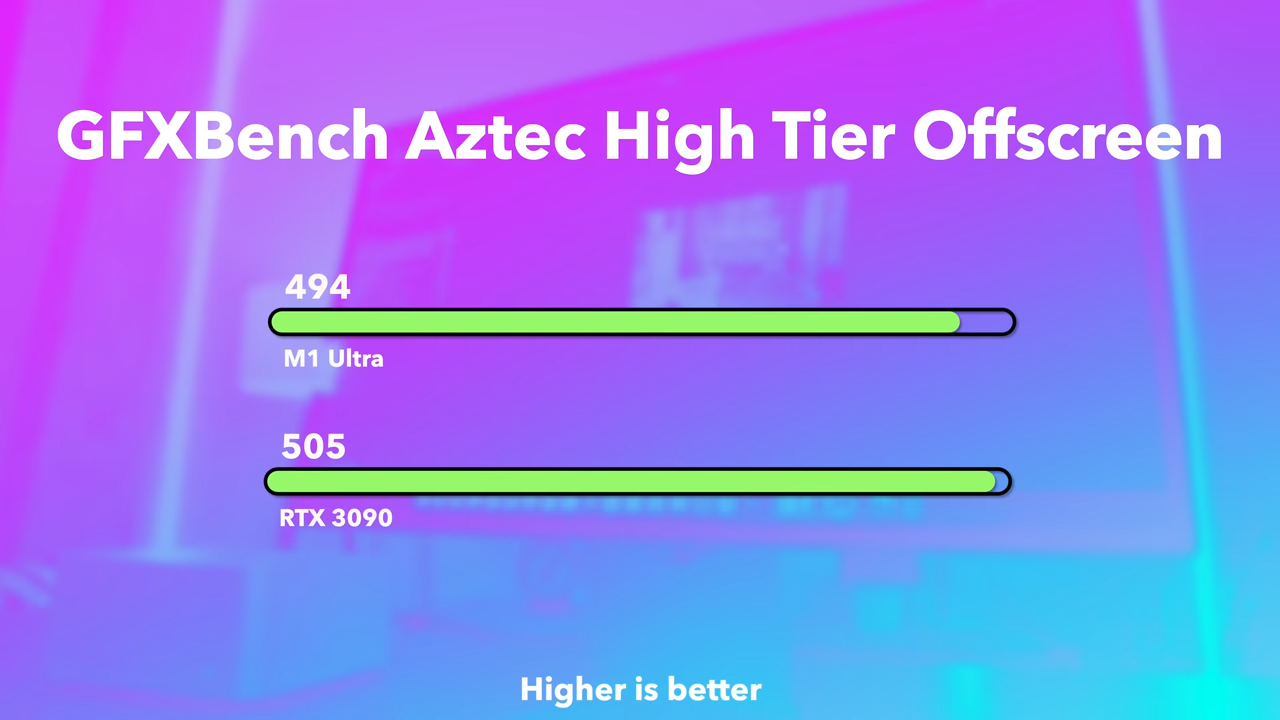 GFXBench Aztec High Tier Offscreen
494
M1 Ultra
505
RTX 3090
Higher is better